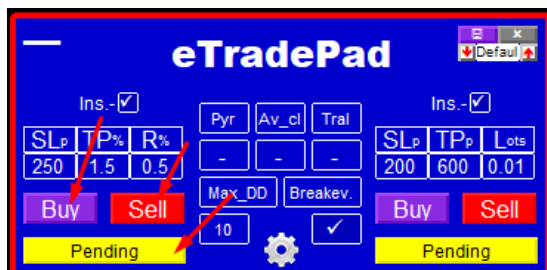 eTradePad
Defaul
Ins.-
SLp TP% R%
250 1.5 0.5
Buy Sell
Pending
Pyr Av_cl Tral
- - -
Max_DD Breakev.
10
Ins.-
SLp TPp Lots
200 600 0.01
Buy Sell
Pending